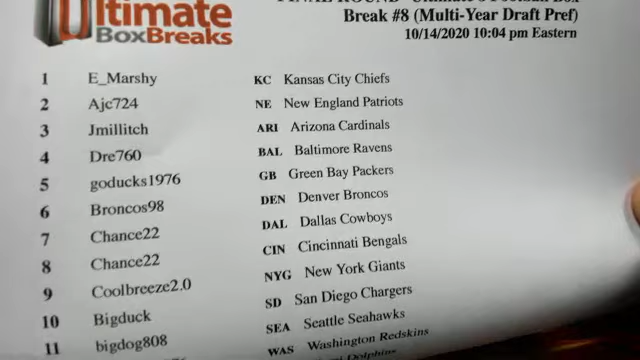 Ultimate
BoxBreaks
Break #8 (Multi-Year Draft Pref)
10/14/2020 10:04 pm Eastern
1 E_Marshy KC Kansas City Chiefs
2 Ajc724 NE New England Patriots
3 Jmillitch ARI Arizona Cardinals
4 Dre760 BAL Baltimore Ravens
5 goducks1976 GB Green Bay Packers
6 Broncos98 DEN Denver Broncos
7 Chance22 DAL Dallas Cowboys
8 Chance22 CIN Cincinnati Bengals
9 Coolbreeze2.0 NYG New York Giants
10 Bigduck SD San Diego Chargers
11 bigdog808 SEA Seattle Seahawks
WAS Washington Redskins
Dolphins